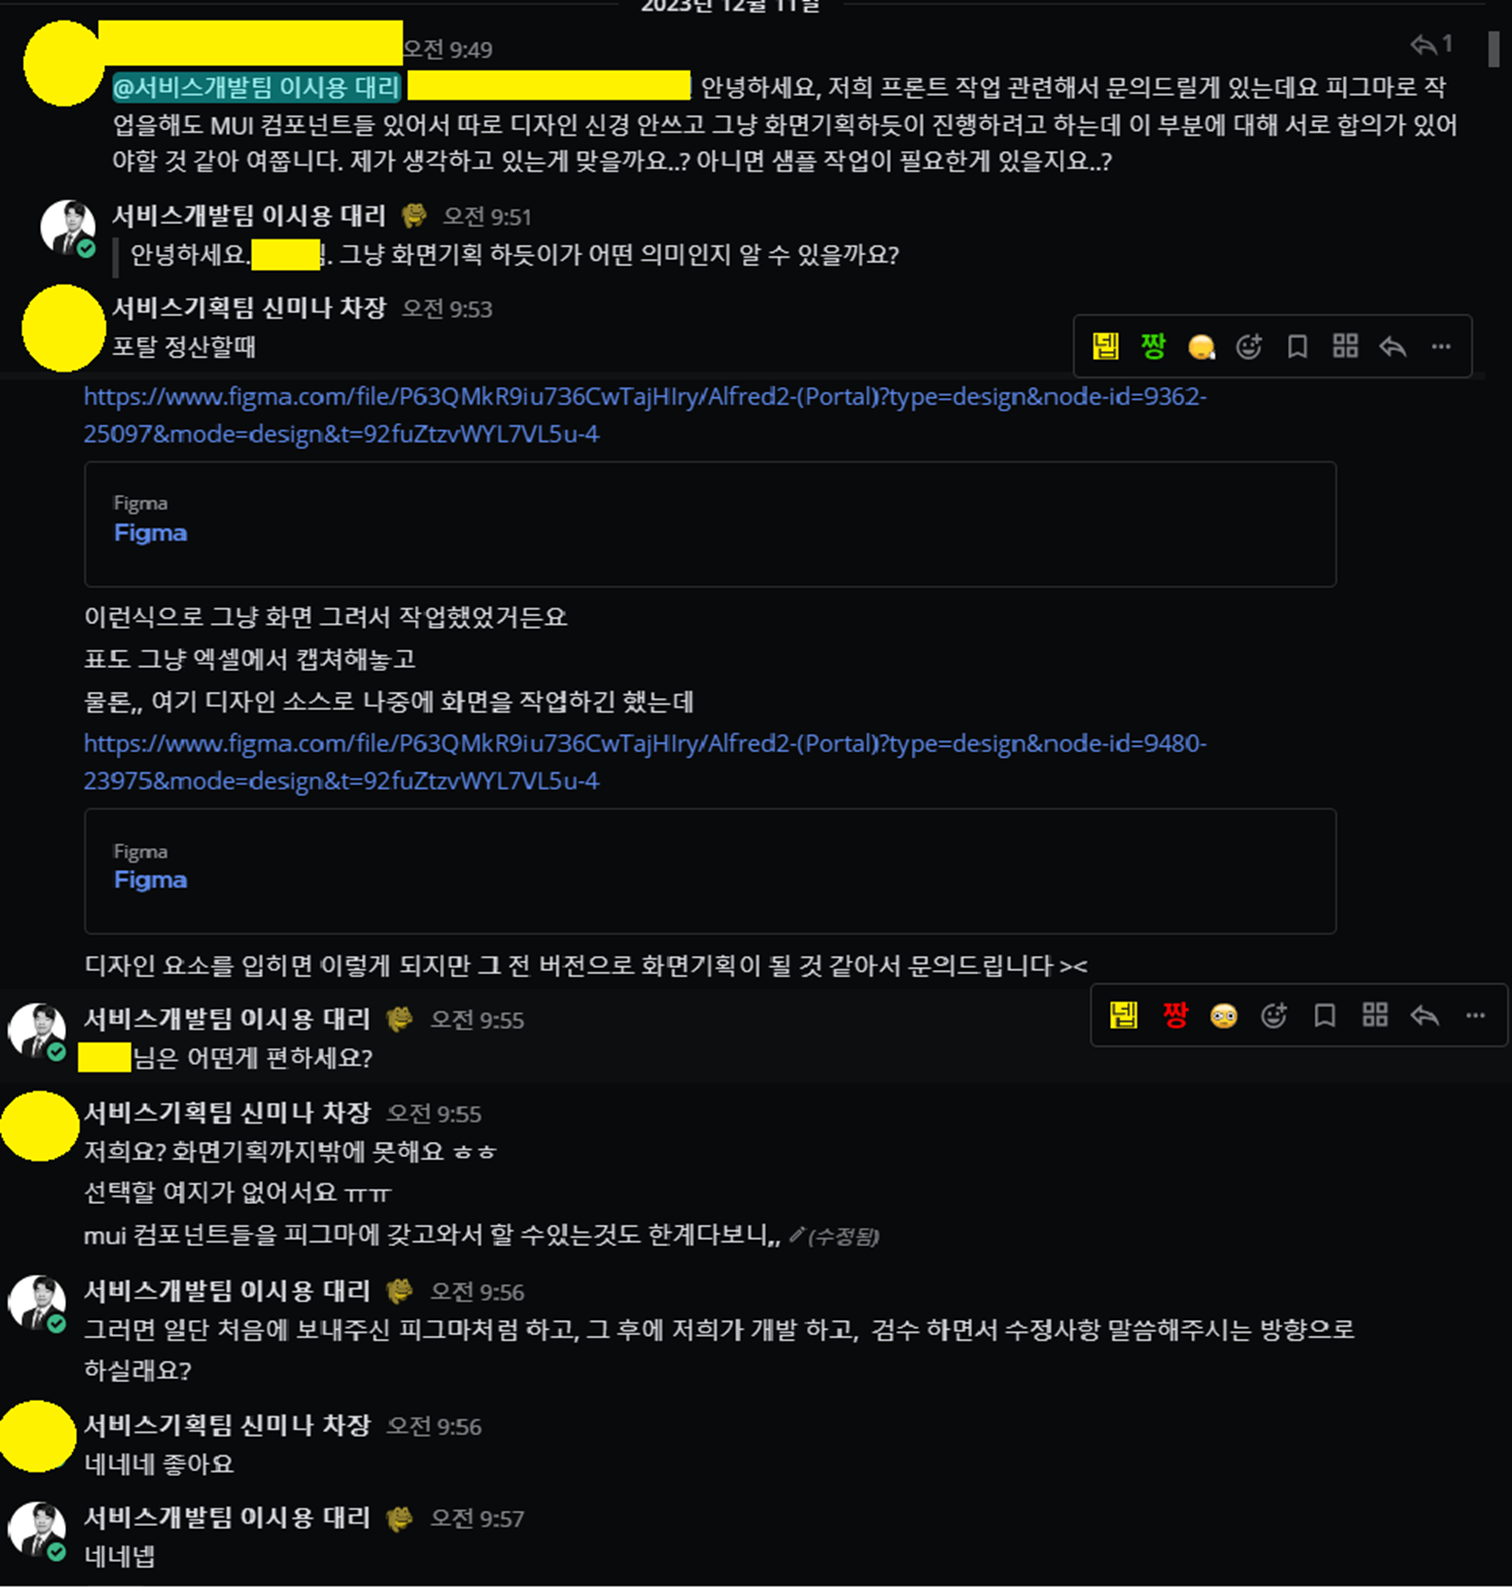 2023년 12월 11일
오전 9:49
1
@서비스개발팀 이시용 대리 안녕하세요, 저희 프론트 작업 관련해서 문의드릴게 있는데요 피그마로 작
업을해도 MUI 컴포넌트들 있어서 따로 디자인 신경 안쓰고 그냥 화면기획하듯이 진행하려고 하는데 이 부분에 대해 서로 합의가 있어
야할 것 같아 여쭙니다. 제가 생각하고 있는게 맞을까요..? 아니면 샘플 작업이 필요한게 있을지요..?
서비스개발팀 이시용 대리 오전 9:51
안녕하세요. . 그냥 화면기획 하듯이가 어떤 의미인지 알 수 있을까요?
서비스기획팀 신미나 차장 오전 9:53
포탈 정산할때
넵 짱
https://www.figma.com/file/P63QMkR9iu736CwTajHIry/Alfred2-(Portal)?type=design&node-id=9362-
25097&mode=design&t=92fuZtzvWYL7VL5u-4
Figma
Figma
이런식으로 그냥 화면 그려서 작업했었거든요
표도 그냥 엑셀에서 캡쳐해놓고
물론,, 여기 디자인 소스로 나중에 화면을 작업하긴 했는데
https://www.figma.com/file/P63QMkR9iu736CwTajHIry/Alfred2-(Portal)?type=design&node-id=9480-
23975&mode=design&t=92fuZtzvWYL7VL5u-4
Figma
Figma
디자인 요소를 입히면 이렇게 되지만 그 전 버전으로 화면기획이 될 것 같아서 문의드립니다 ><
서비스개발팀 이시용 대리 오전 9:55
넵 짱
님은 어떤게 편하세요?
서비스기획팀 신미나 차장 오전 9:55
저희요? 화면기획까지밖에 못해요 ㅎㅎ
선택할 여지가 없어서요 ㅠㅠ
mui 컴포넌트들을 피그마에 갖고와서 할 수있는것도 한계다보니,, (수정됨)
서비스개발팀 이시용 대리 오전 9:56
그러면 일단 처음에 보내주신 피그마처럼 하고, 그 후에 저희가 개발 하고, 검수 하면서 수정사항 말씀해주시는 방향으로
하실래요?
서비스기획팀 신미나 차장 오전 9:56
네네네 좋아요
서비스개발팀 이시용 대리 오전 9:57
네네넵